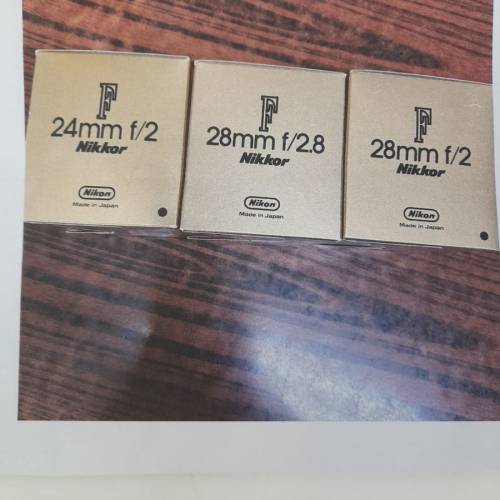 F
24mm f/2
Nikkor
Nikon
Made in Japan
F
28mm f/2.8
Nikkor
Nikon
Made in Japan
F
28mm f/2
Nikkor
Nikon
Made in Japan